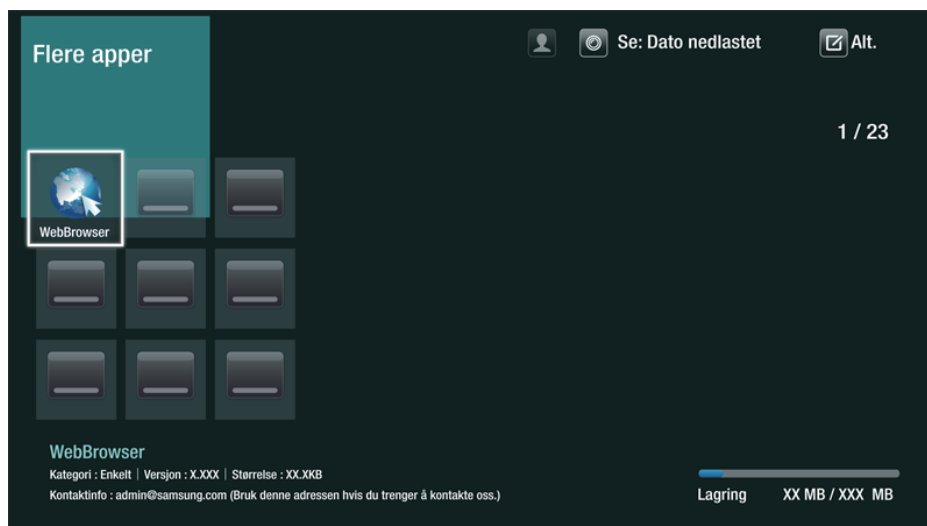 Flere apper
Se: Dato nedlastet
Alt.
1 / 23
WebBrowser
WebBrowser
Kategori : Enkelt | Versjon : X.XXX | Størrelse : XX.XKB
Kontaktinfo : admin@samsung.com (Bruk denne adressen hvis du trenger å kontakte oss.)
Lagring XX MB / XXX MB